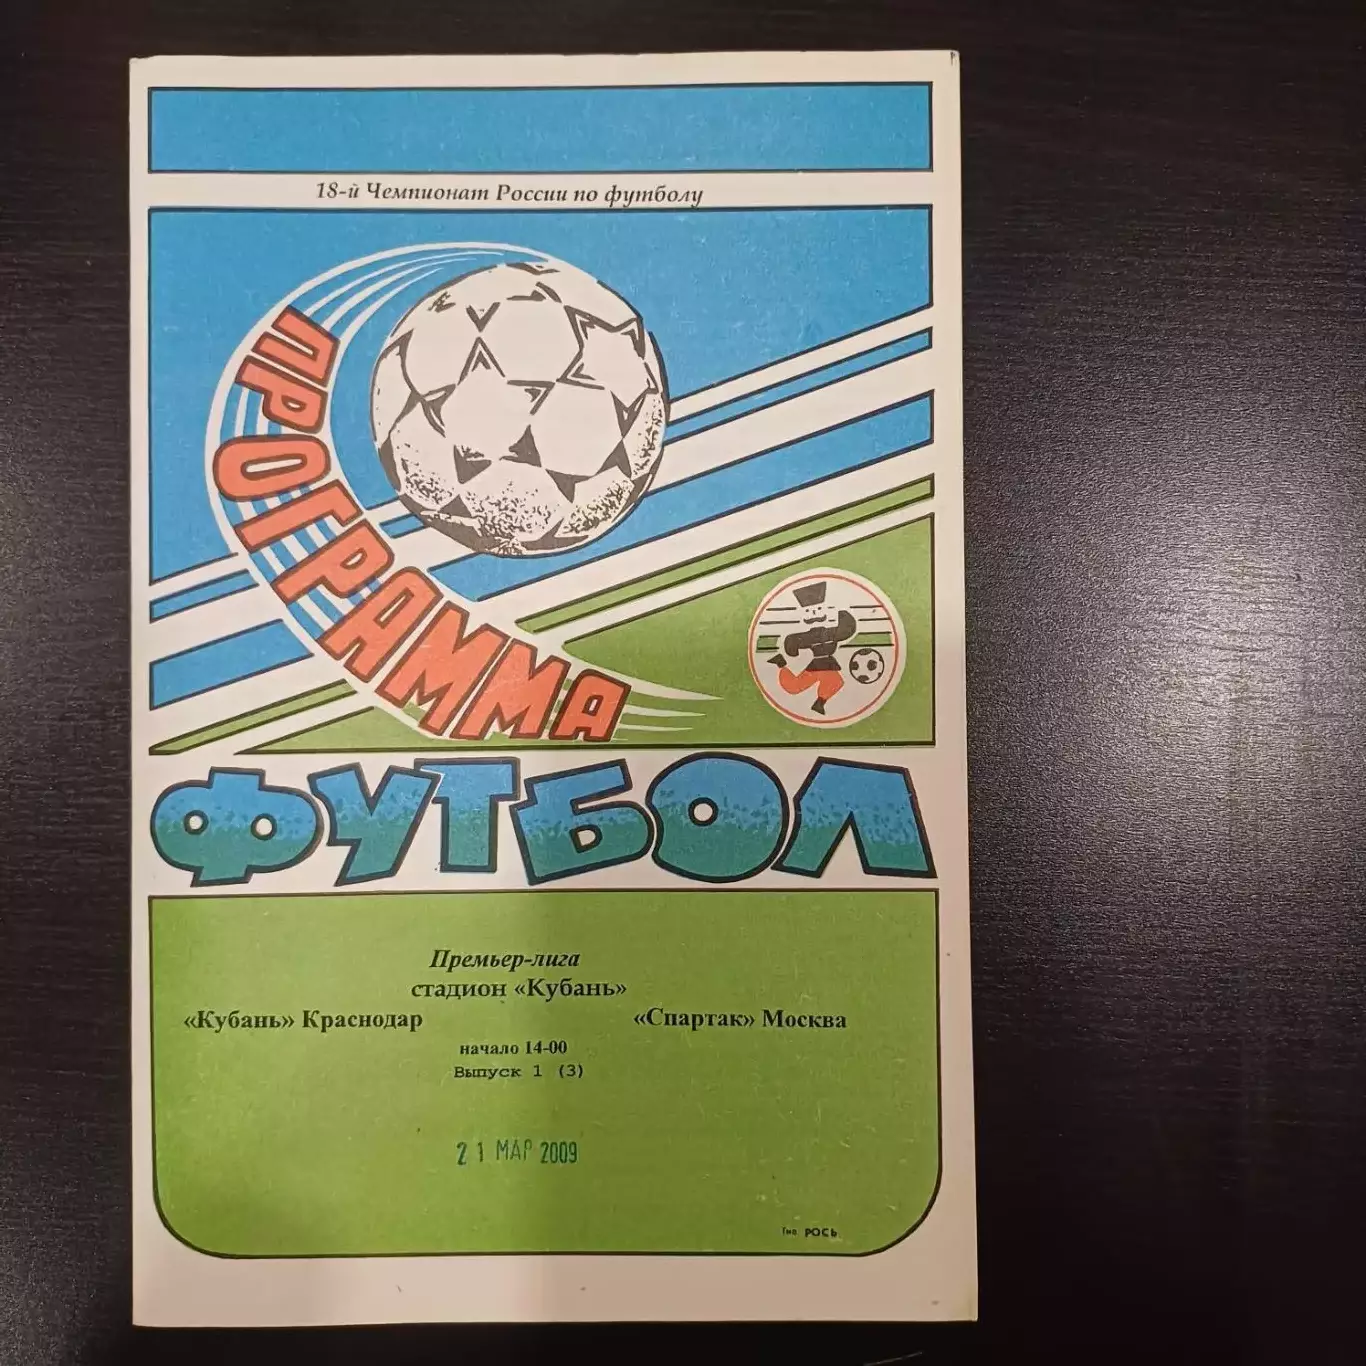 18-й Чемпионат России по футболу
ПРОГРАММА
ФУТБОЛ
Премьер-лига
стадион «Кубань»
«Кубань» Краснодар «Спартак» Москва
начало 14-00
Выпуск 1 (3)
21 МАР 2009
РОСЬ